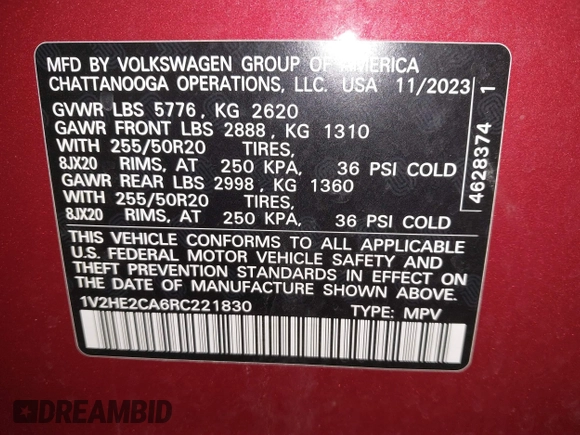 MFD BY VOLKSWAGEN GROUP OF AMERICA
CHATTANOOGA OPERATIONS, LLC. USA 11/2023
GVWR LBS 5776, KG 2620
GAWR FRONT LBS 2888, KG 1310
WITH 255/50R20 TIRES,
8JX20 RIMS, AT 250 KPA, 36 PSI COLD
GAWR REAR LBS 2998, KG 1360
WITH 255/50R20 TIRES,
8JX20 RIMS, AT 250 KPA, 36 PSI COLD
THIS VEHICLE CONFORMS TO ALL APPLICABLE
U.S. FEDERAL MOTOR VEHICLE SAFETY AND
THEFT PREVENTION STANDARDS IN EFFECT ON
THE DATE OF MANUFACTURE SHOWN ABOVE.
1V2HE2CA6RC221830 TYPE: MPV
4628374 1
DREAMBID